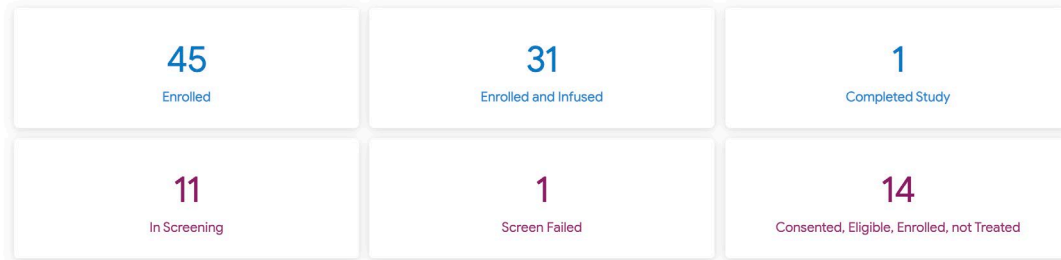 45
Enrolled
31
Enrolled and Infused
1
Completed Study
11
In Screening
1
Screen Failed
14
Consented, Eligible, Enrolled, not Treated